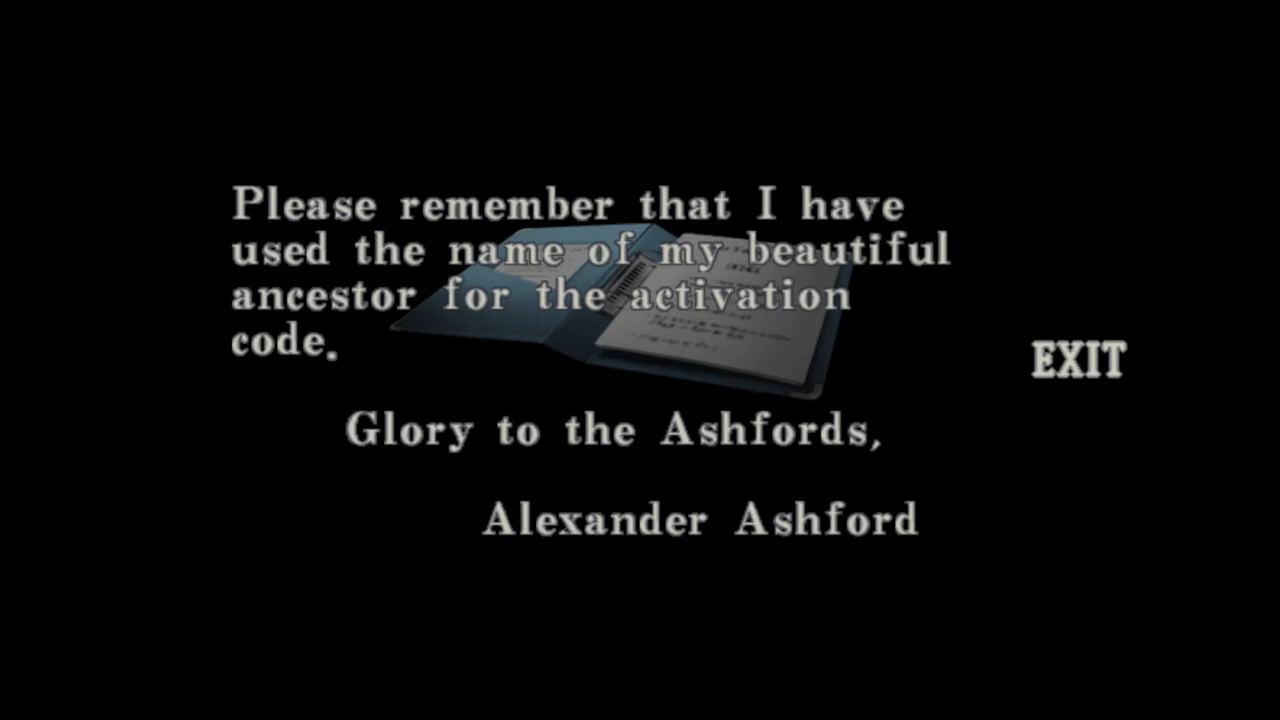 Please remember that I have
used the name of my beautiful
ancestor for the activation
code.
EXIT
Glory to the Ashfords,
Alexander Ashford